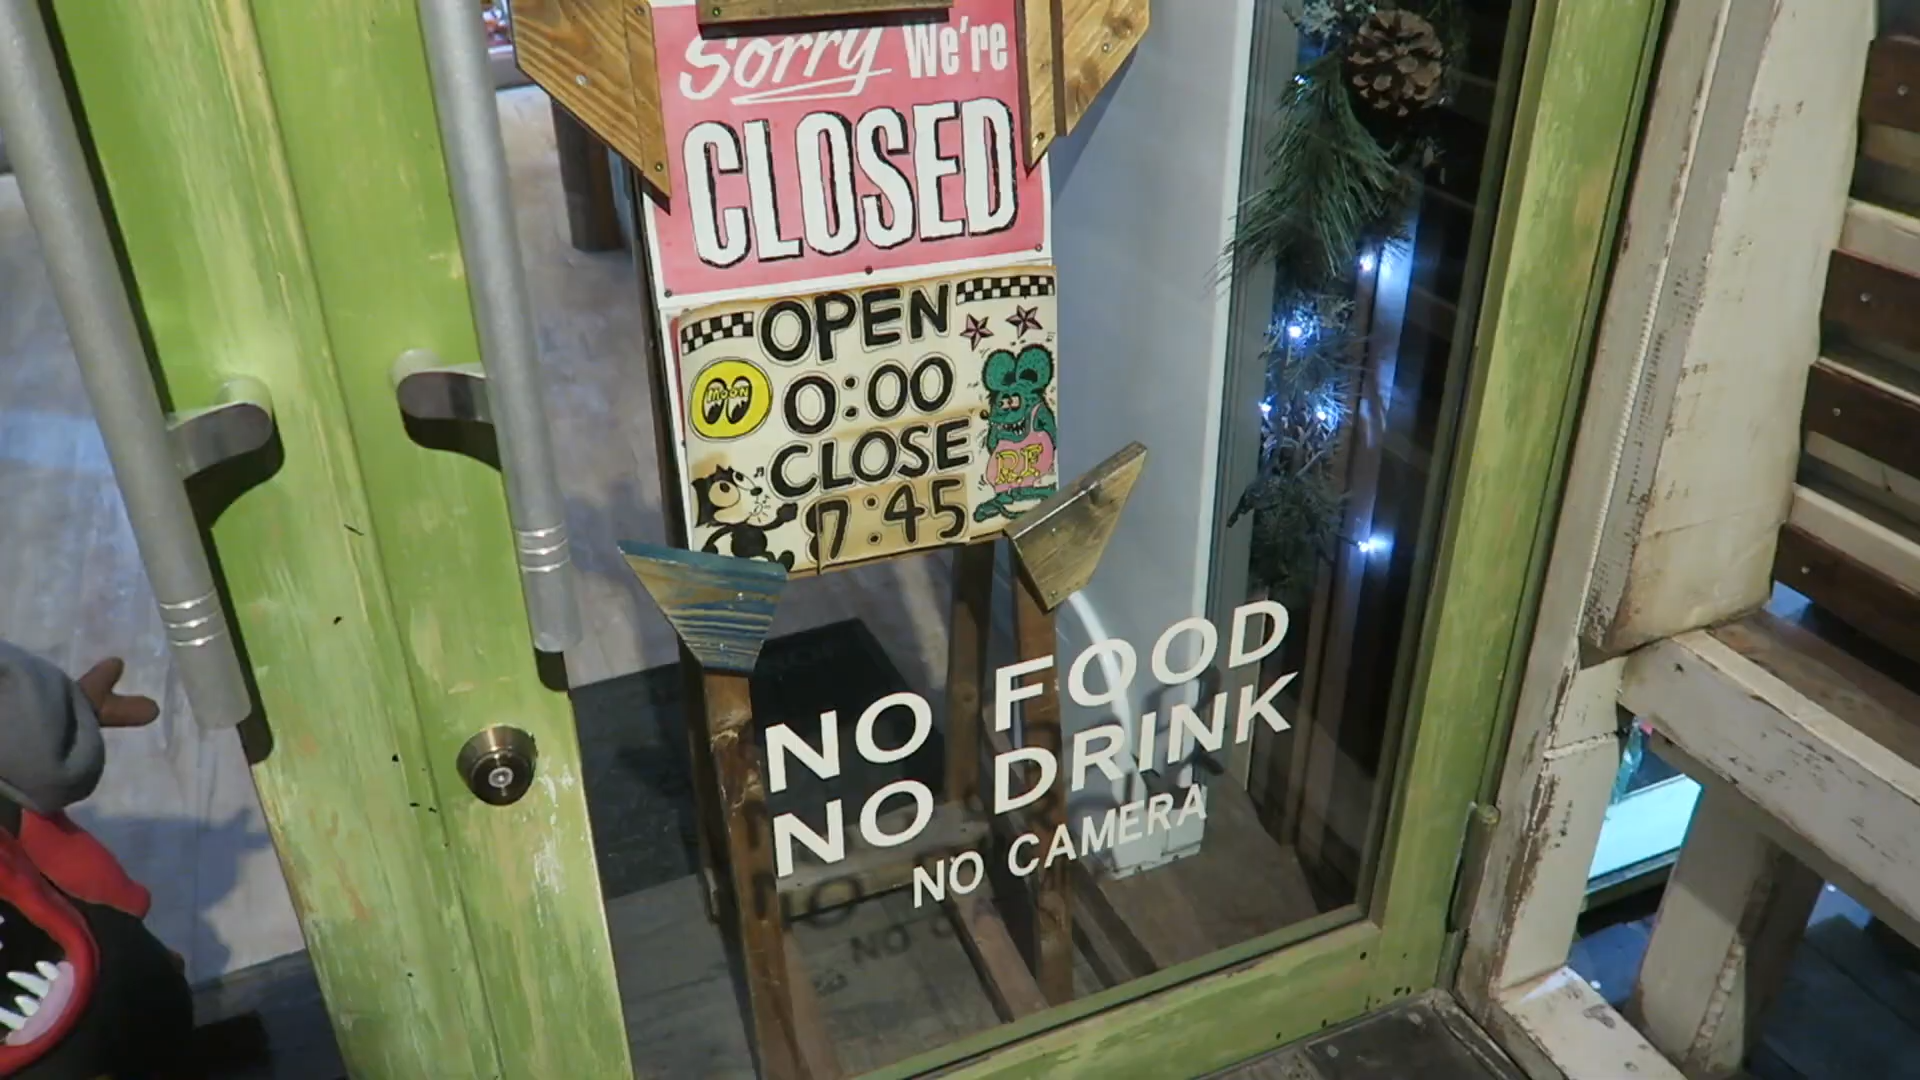 Sorry We're
CLOSED
OPEN
0:00
MOON
CLOSE
R.F.
7:45
NO FOOD
NO DRINK
NO CAMERA